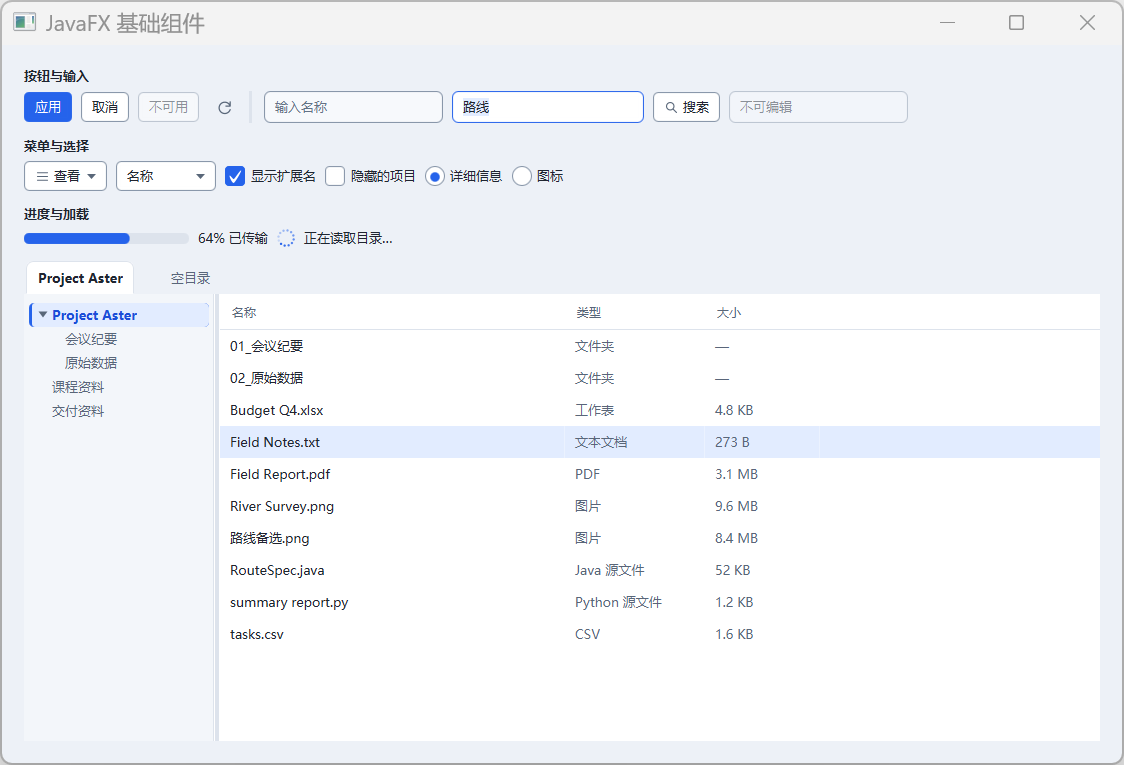 JavaFX 基础组件
按钮与输入
应用 取消 不可用 输入名称 路线 搜索 不可编辑
菜单与选择
查看 名称 显示扩展名 隐藏的项目 详细信息 图标
进度与加载
64% 已传输 正在读取目录...
Project Aster 空目录
Project Aster
会议纪要
原始数据
课程资料
交付资料
名称 类型 大小
01_会议纪要 文件夹 —
02_原始数据 文件夹 —
Budget Q4.xlsx 工作表 4.8 KB
Field Notes.txt 文本文档 273 B
Field Report.pdf PDF 3.1 MB
River Survey.png 图片 9.6 MB
路线备选.png 图片 8.4 MB
RouteSpec.java Java 源文件 52 KB
summary report.py Python 源文件 1.2 KB
tasks.csv CSV 1.6 KB